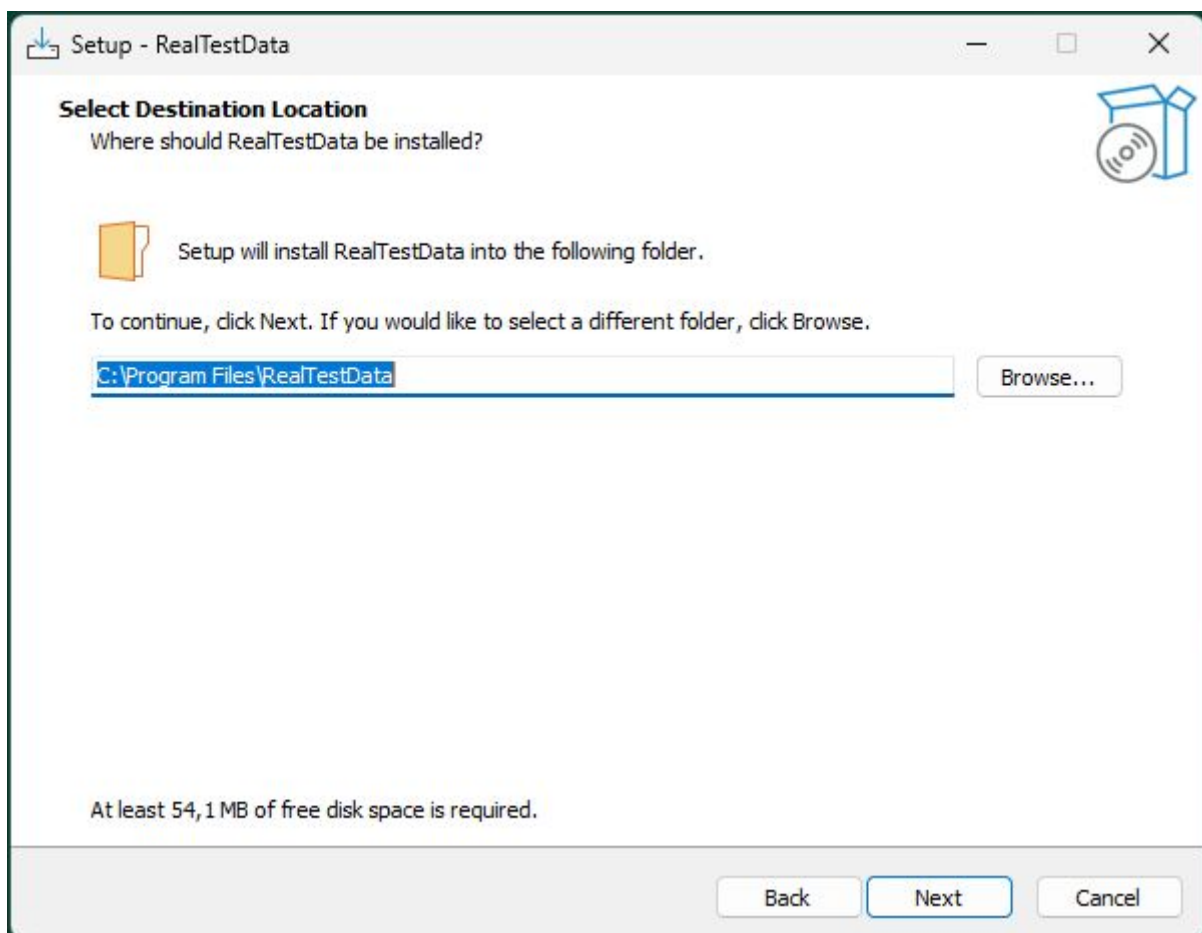 Setup - RealTestData
Select Destination Location
Where should RealTestData be installed?
Setup will install RealTestData into the following folder.
To continue, click Next. If you would like to select a different folder, click Browse.
C:\Program Files\RealTestData
Browse...
At least 54,1 MB of free disk space is required.
Back
Next
Cancel